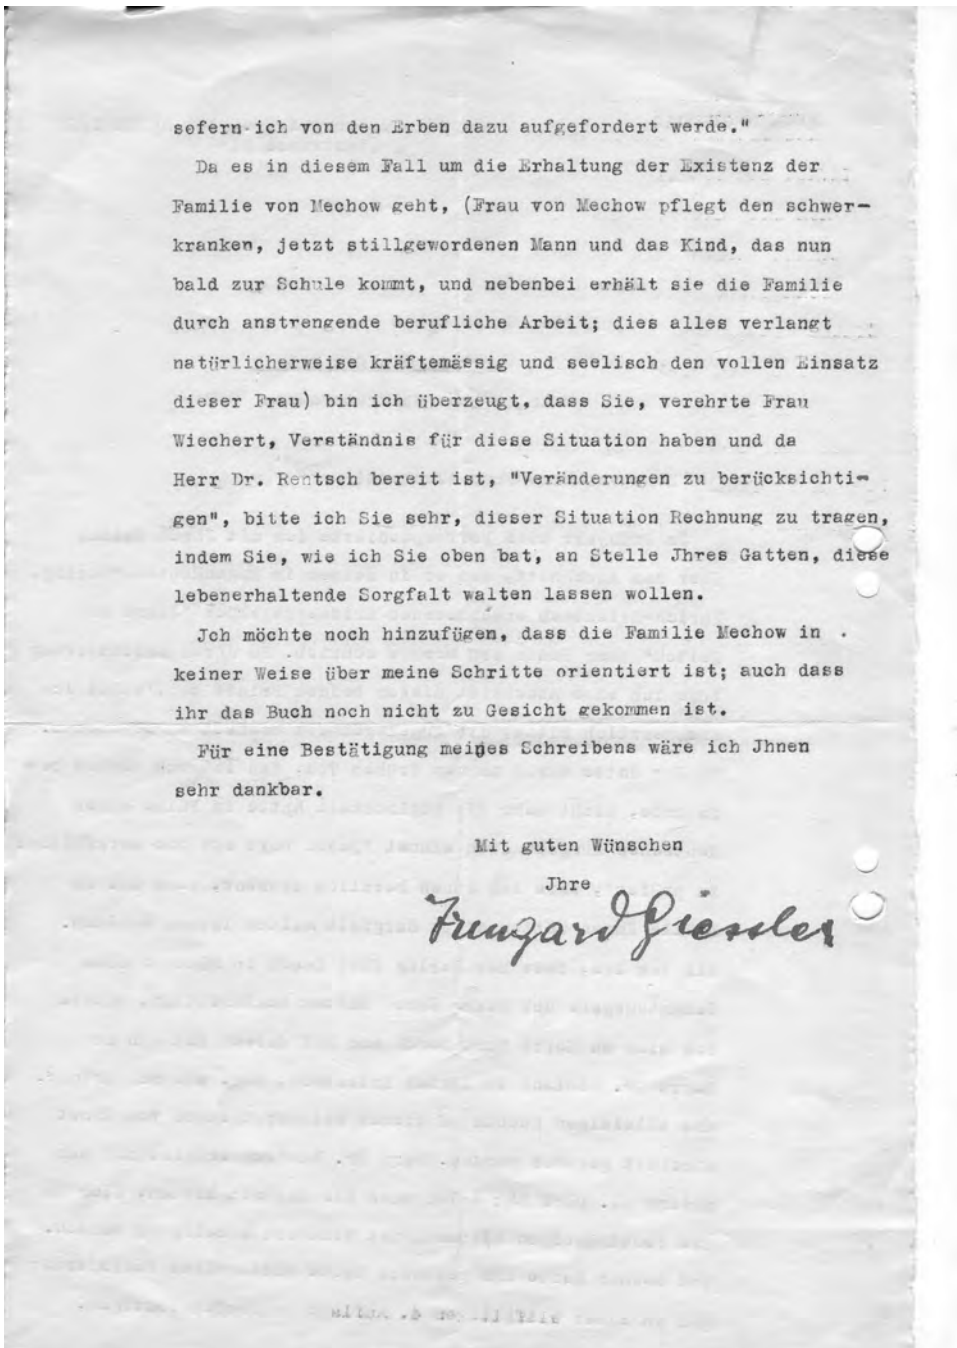 sofern ich von den Erben dazu aufgefordert werde."
Da es in diesem Fall um die Erhaltung der Existenz der
Familie von Mechow geht, (Frau von Mechow pflegt den schwer-
kranken, jetzt stillgewordenen Mann und das Kind, das nun
bald zur Schule kommt, und nebenbei erhält sie die Familie
durch anstrengende berufliche Arbeit; dies alles verlangt
natürlicherweise kräftemässig und seelisch den vollen Einsatz
dieser Frau) bin ich überzeugt, dass Sie, verehrte Frau
Wiechert, Verständnis für diese Situation haben und da
Herr Dr. Rentsch bereit ist, "Veränderungen zu berücksichti-
gen", bitte ich Sie sehr, dieser Situation Rechnung zu tragen,
indem Sie, wie ich Sie oben bat, an Stelle Jhres Gatten, diese
lebenerhaltende Sorgfalt walten lassen wollen.
Jch möchte noch hinzufügen, dass die Familie Mechow in
keiner Weise über meine Schritte orientiert ist; auch dass
ihr das Buch noch nicht zu Gesicht gekommen ist.
Für eine Bestätigung meines Schreibens wäre ich Jhnen
sehr dankbar.
Mit guten Wünschen
Jhre
Irmgard Giessler